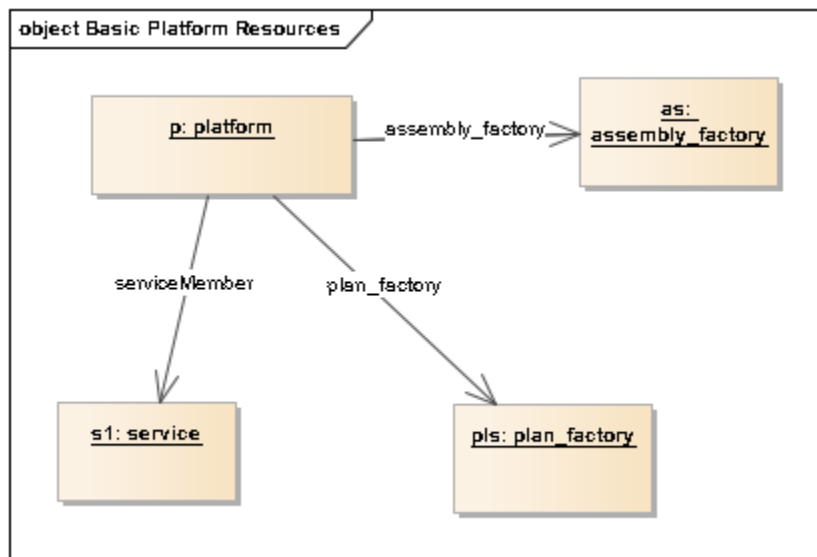 object Basic Platform Resources
p: platform
assembly_factory
as:
assembly_factory
serviceMember
plan_factory
s1: service
pls: plan_factory